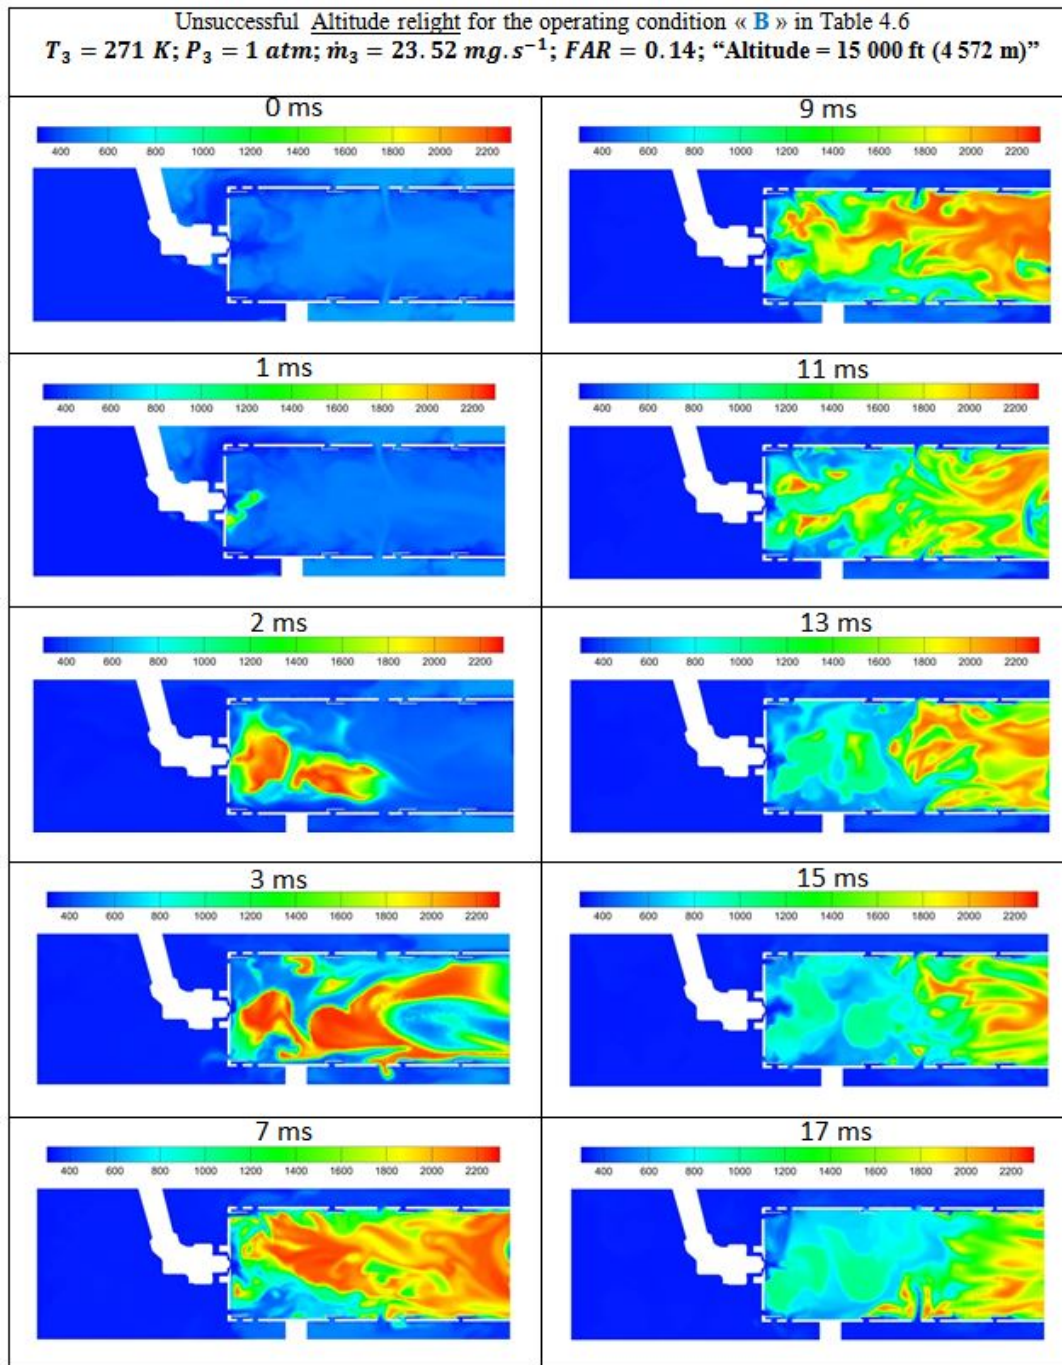 Unsuccessful Altitude relight for the operating condition « B » in Table 4.6
T₃ = 271 K; P₃ = 1 atm; ṁ₃ = 23.52 mg.s⁻¹; FAR = 0.14; “Altitude = 15 000 ft (4 572 m)”
0 ms
400 600 800 1000 1200 1400 1600 1800 2000 2200
9 ms
400 600 800 1000 1200 1400 1600 1800 2000 2200
1 ms
400 600 800 1000 1200 1400 1600 1800 2000 2200
11 ms
400 600 800 1000 1200 1400 1600 1800 2000 2200
2 ms
400 600 800 1000 1200 1400 1600 1800 2000 2200
13 ms
400 600 800 1000 1200 1400 1600 1800 2000 2200
3 ms
400 600 800 1000 1200 1400 1600 1800 2000 2200
15 ms
400 600 800 1000 1200 1400 1600 1800 2000 2200
7 ms
400 600 800 1000 1200 1400 1600 1800 2000 2200
17 ms
400 600 800 1000 1200 1400 1600 1800 2000 2200